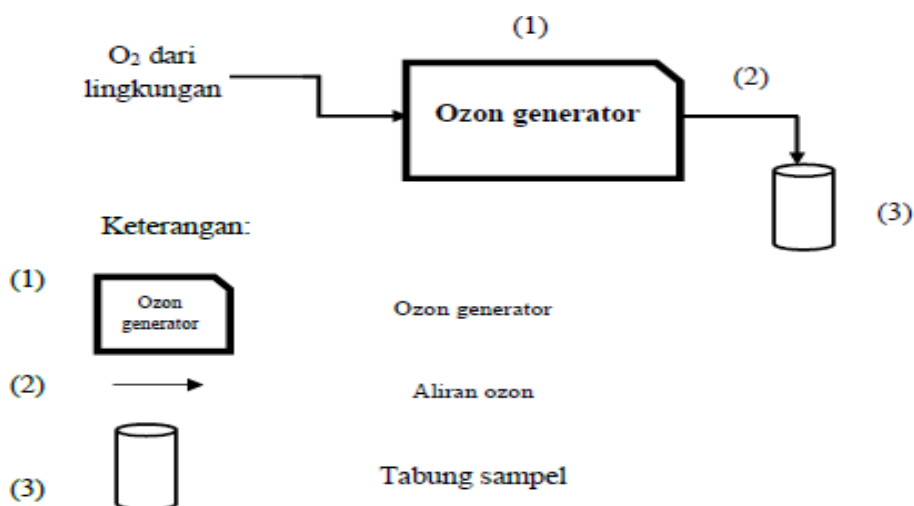 (1)
O₂ dari
lingkungan
(2)
Ozon generator
(3)
Keterangan:
(1)
Ozon
generator
Ozon generator
(2)
Aliran ozon
(3)
Tabung sampel